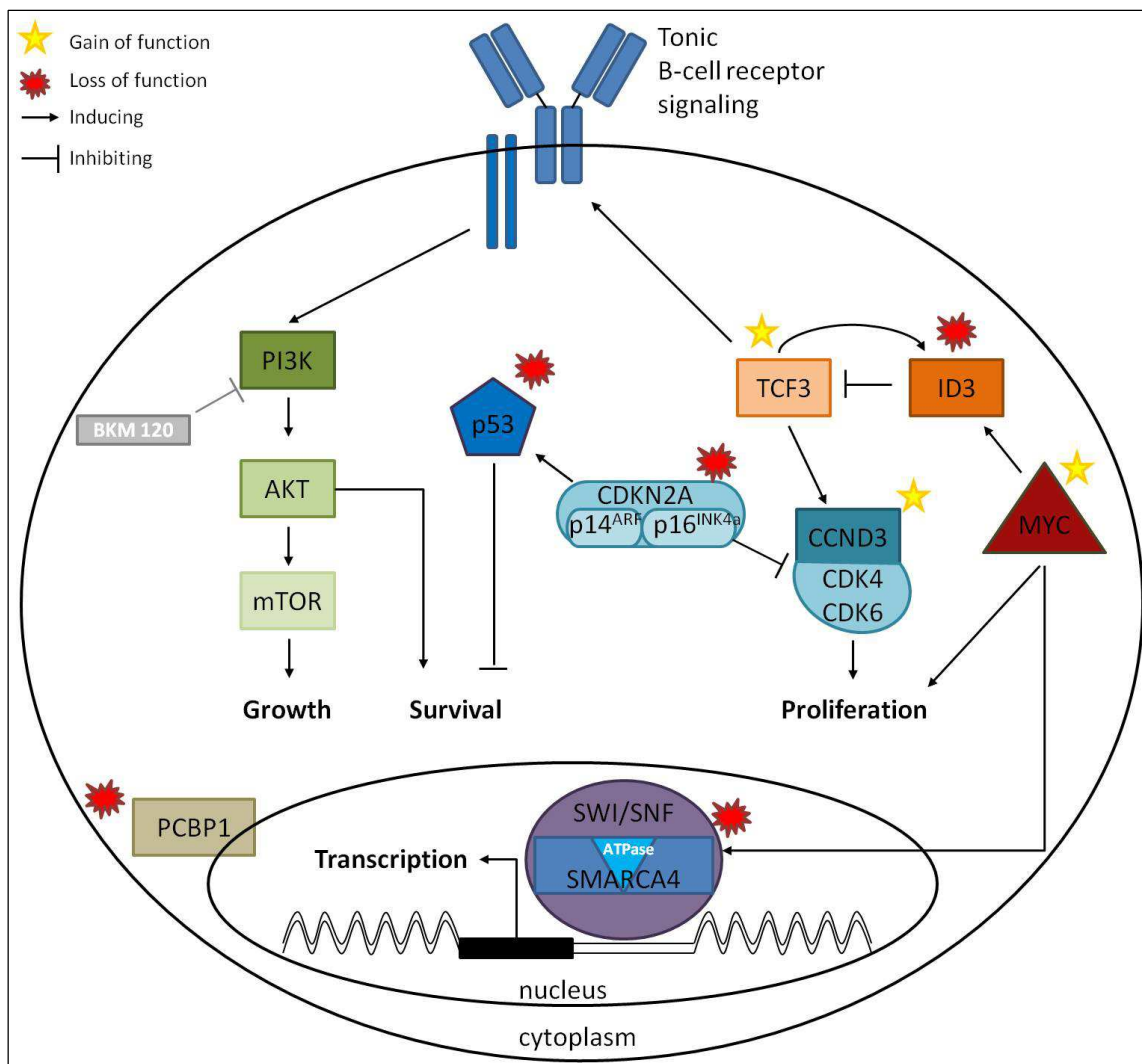 Gain of function
Loss of function
Inducing
Inhibiting
Tonic
B-cell receptor
signaling
PI3K
BKM 120
AKT
mTOR
Growth
Survival
p53
CDKN2A
p14ARF p16INK4a
TCF3
ID3
CCND3
CDK4
CDK6
MYC
Proliferation
PCBP1
SWI/SNF
ATPase
SMARCA4
Transcription
nucleus
cytoplasm